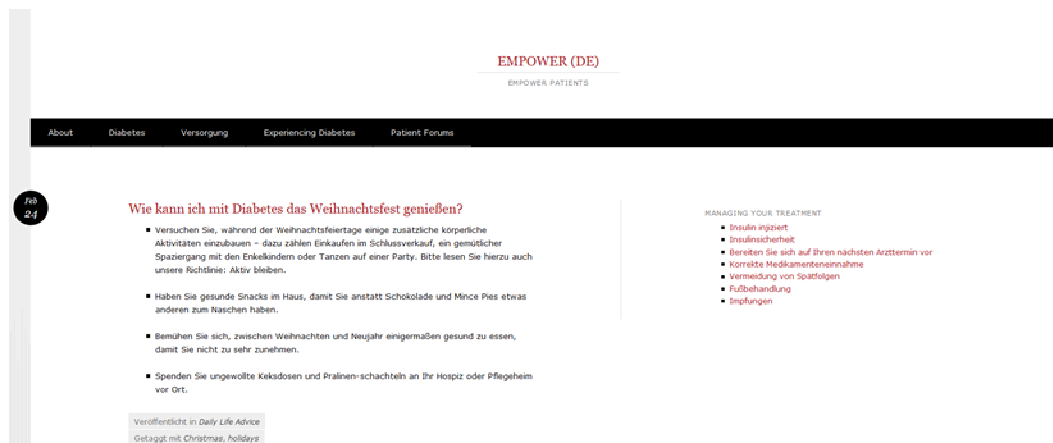 EMPOWER (DE)
EMPOWER PATIENTS
About Diabetes Versorgung Experiencing Diabetes Patient Forums
Feb
24
Wie kann ich mit Diabetes das Weihnachtsfest genießen?
Versuchen Sie, während der Weihnachtsfeiertage einige zusätzliche körperliche
Aktivitäten einzubauen – dazu zählen Einkaufen im Schlussverkauf, ein gemütlicher
Spaziergang mit den Enkelkindern oder Tanzen auf einer Party. Bitte lesen Sie hierzu auch
unsere Richtlinie: Aktiv bleiben.
Haben Sie gesunde Snacks im Haus, damit Sie anstatt Schokolade und Mince Pies etwas
anderen zum Naschen haben.
Bemühen Sie sich, zwischen Weihnachten und Neujahr einigermaßen gesund zu essen,
damit Sie nicht zu sehr zunehmen.
Spenden Sie ungewollte Keksdosen und Pralinen-schachteln an Ihr Hospiz oder Pflegeheim
vor Ort.
Veröffentlicht in Daily Life Advice
Getaggt mit Christmas, holidays
MANAGING YOUR TREATMENT
Insulin injiziert
Insulinsicherheit
Bereiten Sie sich auf Ihren nächsten Arzttermin vor
Korrekte Medikamenteneinnahme
Vermeidung von Spätfolgen
Fußbehandlung
Impfungen